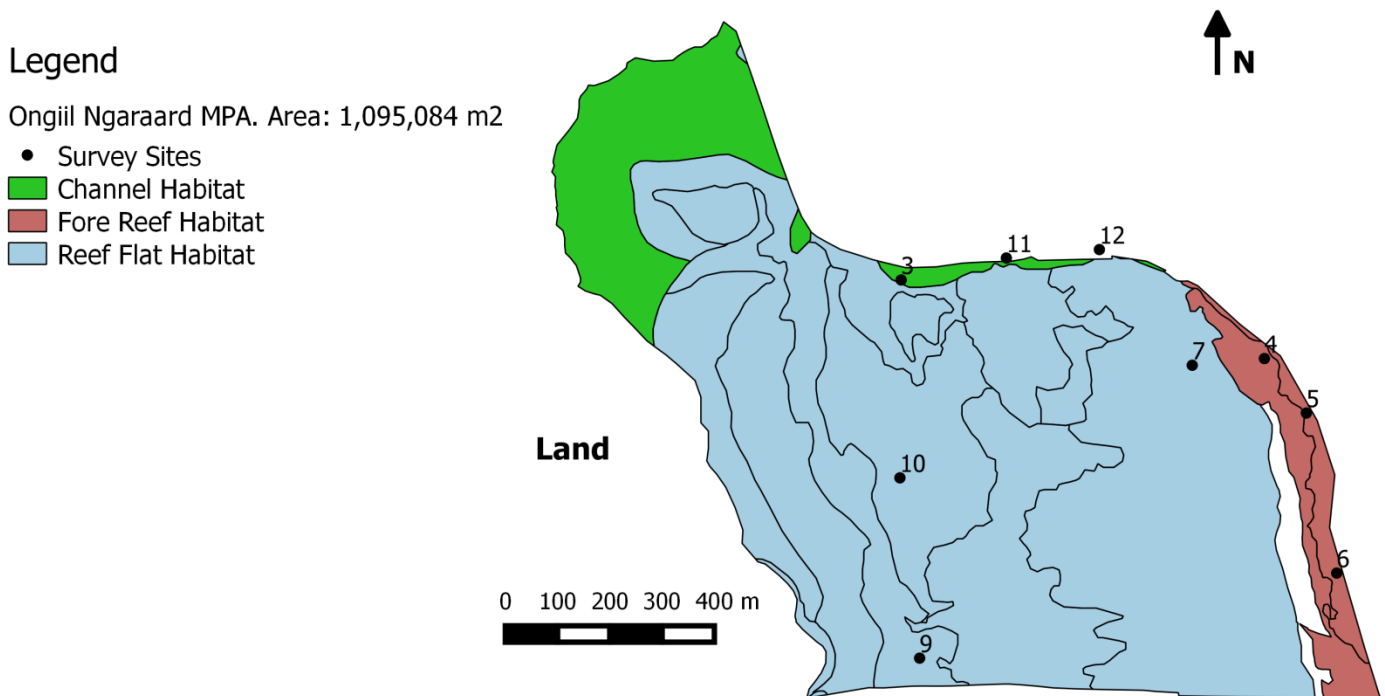 Legend
Ongiil Ngaraard MPA. Area: 1,095,084 m2
Survey Sites
Channel Habitat
Fore Reef Habitat
Reef Flat Habitat
N
12
11
3
4
7
5
Land
10
6
0 100 200 300 400 m
9